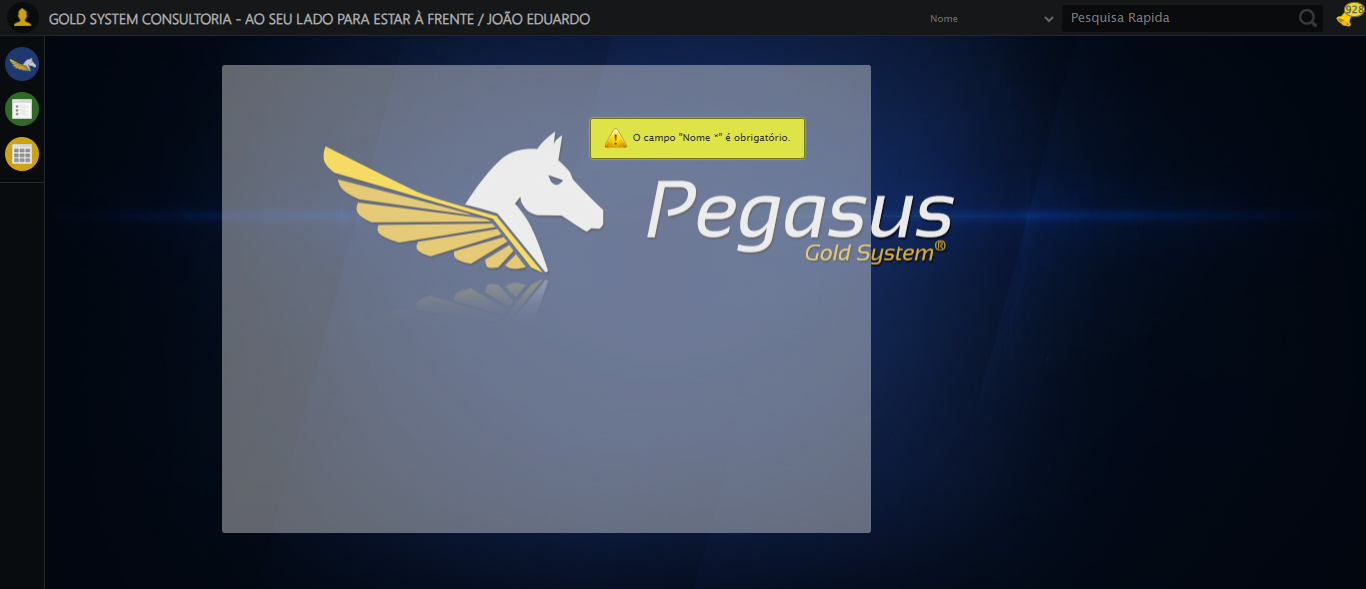 GOLD SYSTEM CONSULTORIA - AO SEU LADO PARA ESTAR À FRENTE / JOÃO EDUARDO
Nome
Pesquisa Rapida
928
O campo "Nome *" é obrigatório.
Pegasus
Gold System®